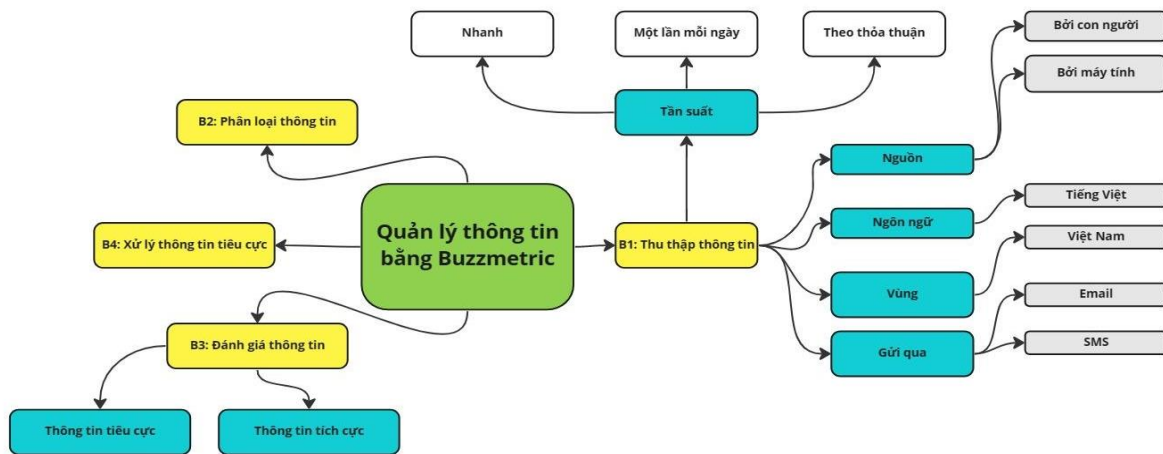 Nhanh
Một lần mỗi ngày
Theo thỏa thuận
Bởi con người
Bởi máy tính
Tần suất
B2: Phân loại thông tin
Nguồn
Quản lý thông tin
bằng Buzzmetric
B1: Thu thập thông tin
Ngôn ngữ
Tiếng Việt
B4: Xử lý thông tin tiêu cực
Việt Nam
Vùng
Email
B3: Đánh giá thông tin
Gửi qua
SMS
Thông tin tiêu cực
Thông tin tích cực